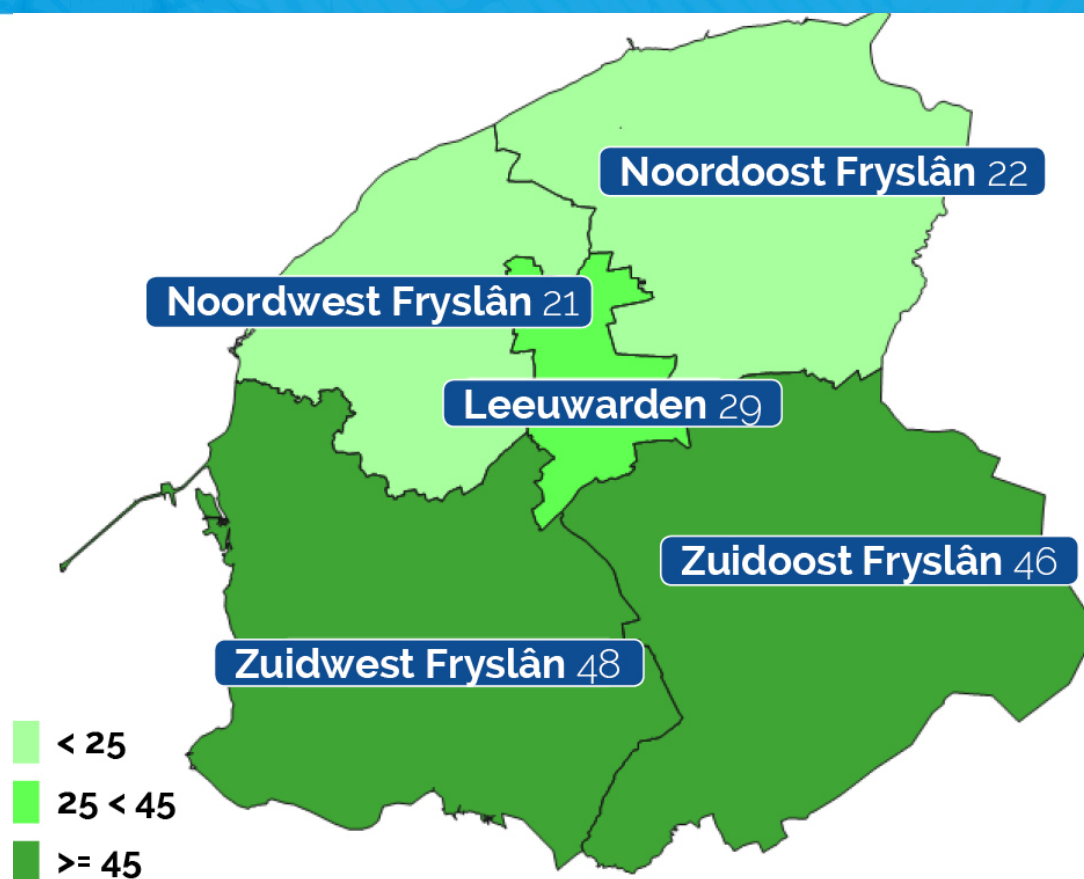 Noordoost Fryslân 22
Noordwest Fryslân 21
Leeuwarden 29
Zuidoost Fryslân 46
Zuidwest Fryslân 48
< 25
25 < 45
>= 45